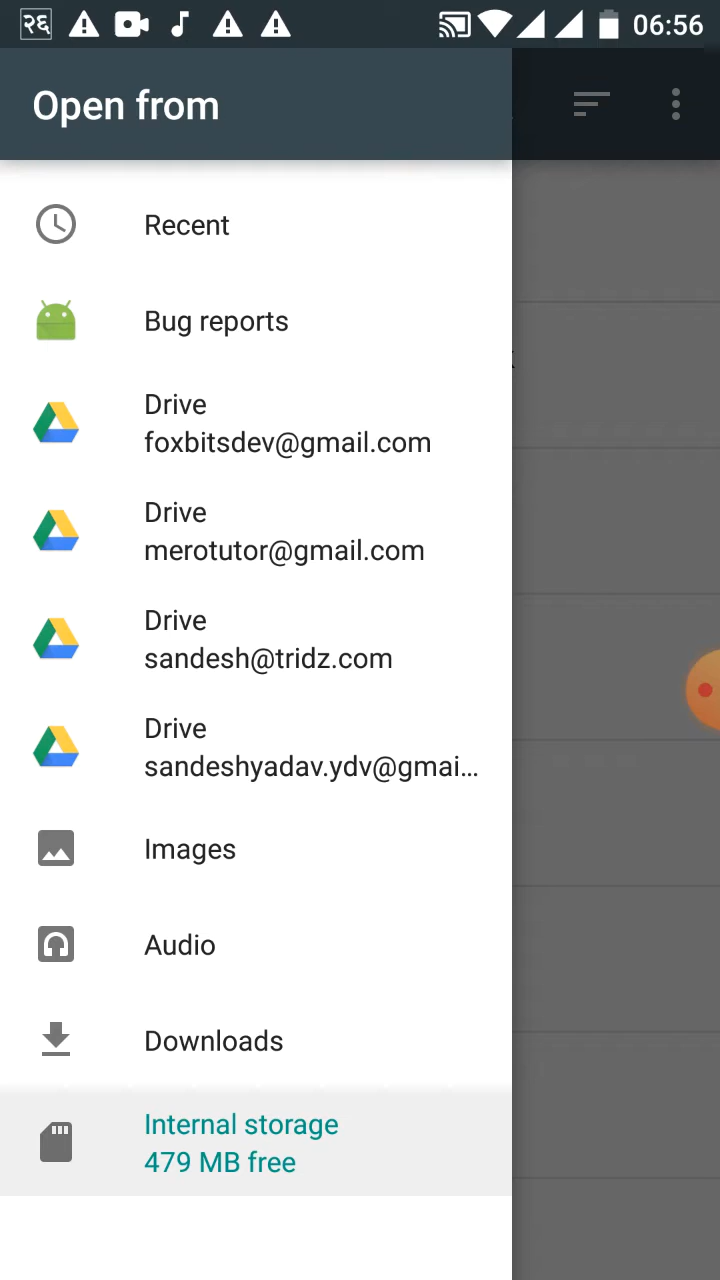 २६
06:56
Open from
Recent
Bug reports
Drive
foxbitsdev@gmail.com
Drive
merotutor@gmail.com
Drive
sandesh@tridz.com
Drive
sandeshyadav.ydv@gmai...
Images
Audio
Downloads
Internal storage
479 MB free